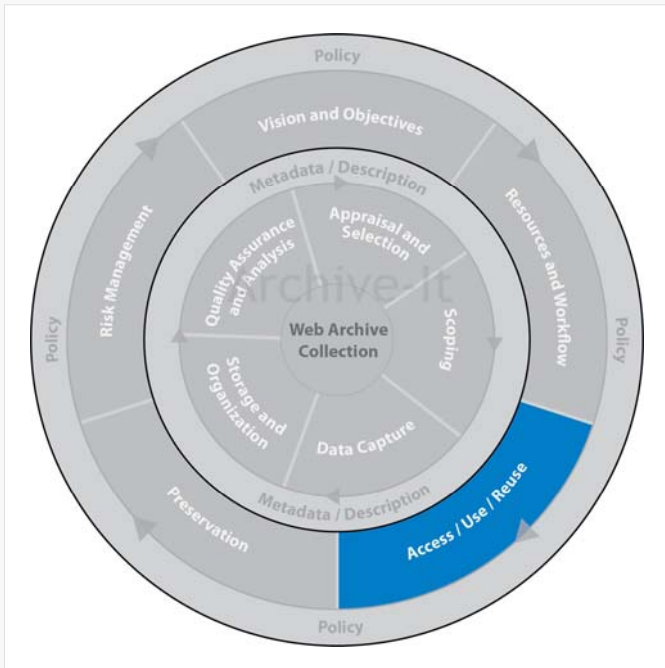 Policy
Vision and Objectives
Metadata / Description
Appraisal and
Selection
Quality Assurance
and Analysis
Resources and Workflow
Risk Management
Archive-It
Web Archive
Collection
Scoping
Policy
Policy
Storage and
Organization
Data Capture
Metadata / Description
Access / Use / Reuse
Preservation
Policy